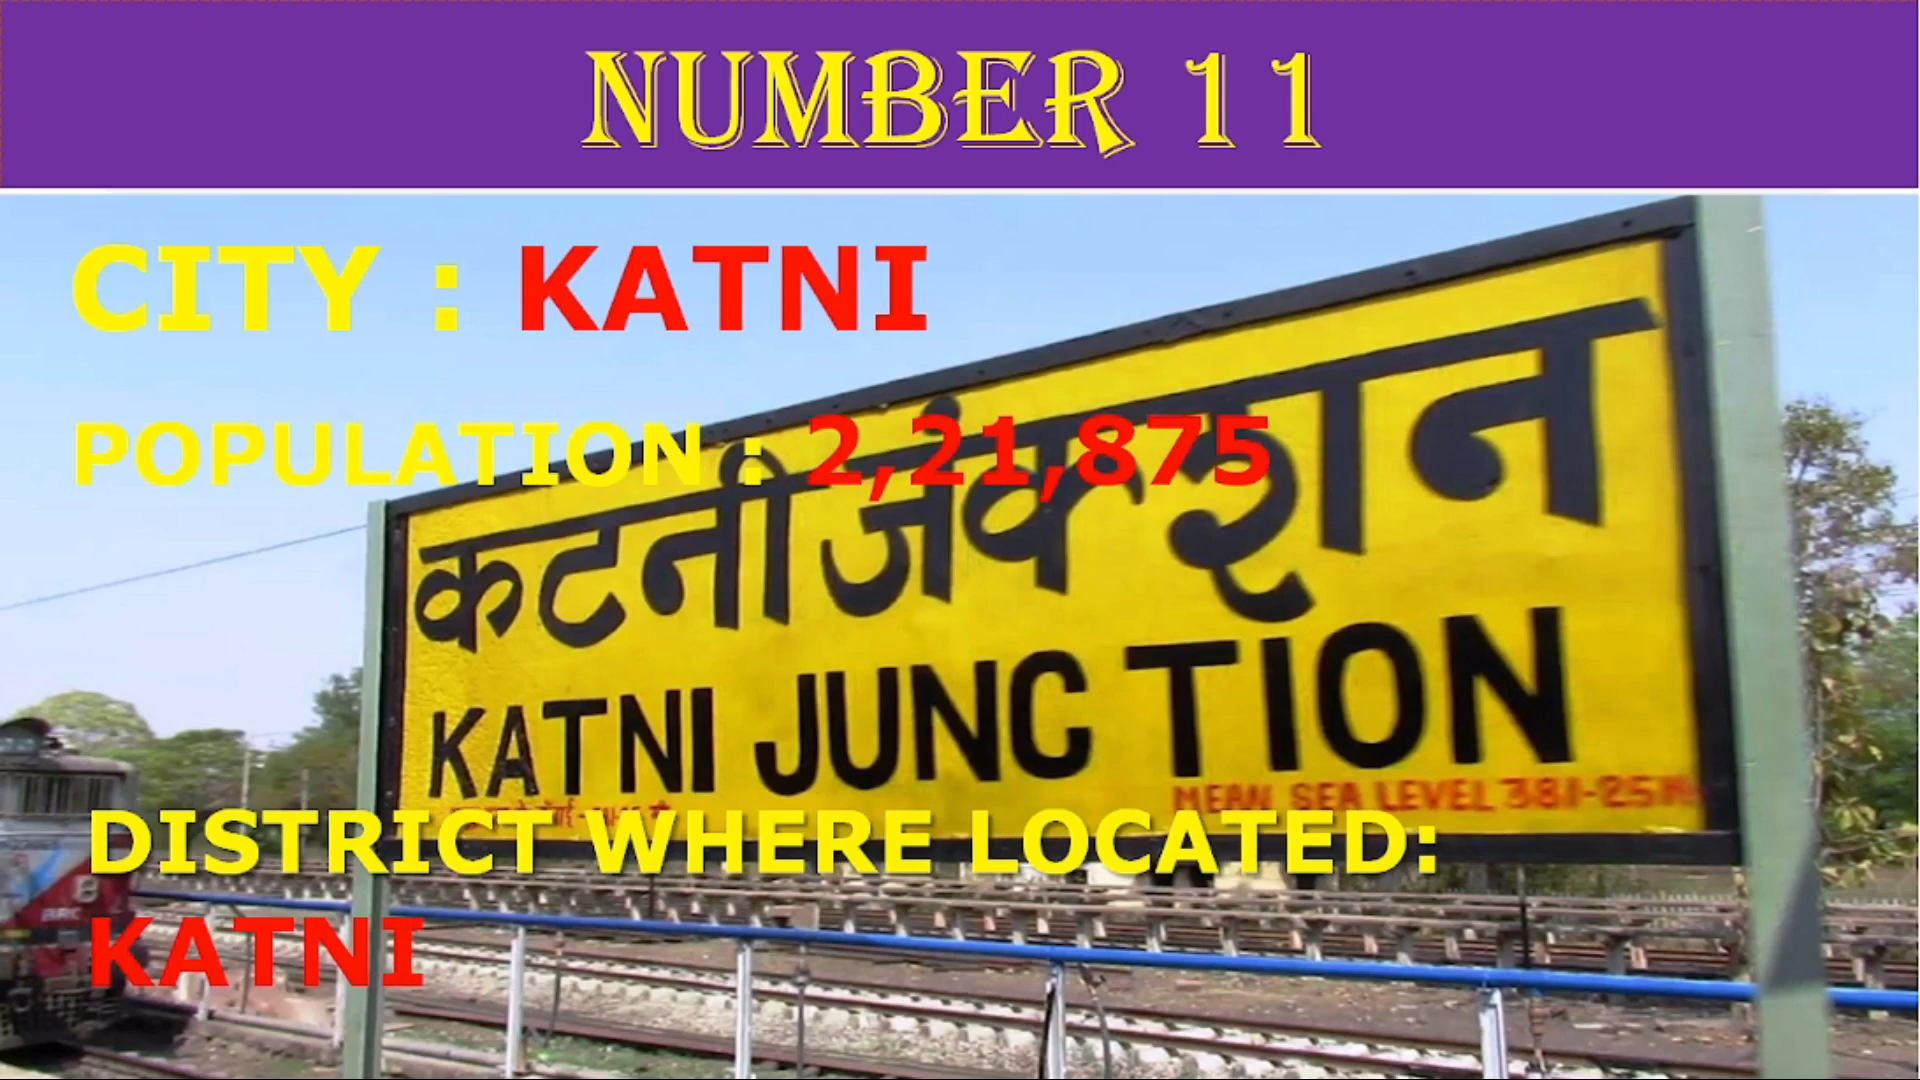 NUMBER 11
CITY : KATNI
POPULATION : 2,21,875
कटनी जंकशन
KATNI JUNCTION
MEAN SEA LEVEL 381-25M
DISTRICT WHERE LOCATED:
KATNI